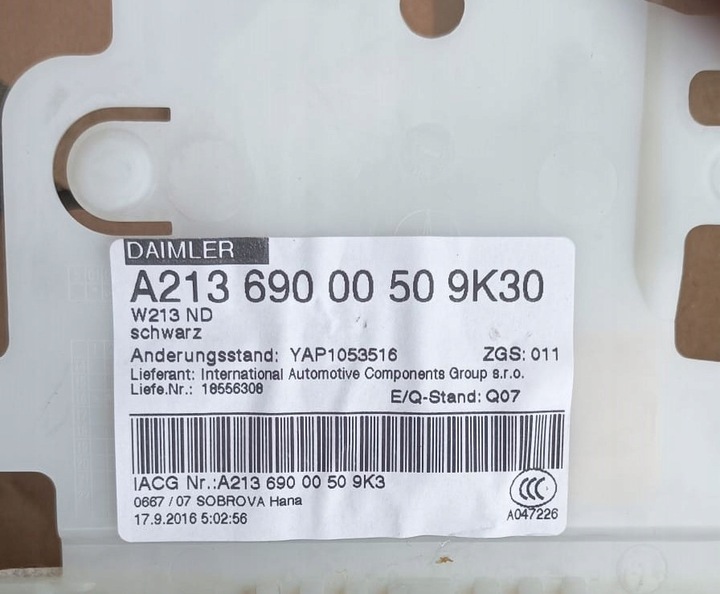 DAIMLER
A213 690 00 50 9K30
W213 ND
schwarz
Anderungsstand: YAP1053516 ZGS: 011
Lieferant: International Automotive Components Group s.r.o.
Liefe.Nr.: 18556308
E/Q-Stand: Q07
IACG Nr.:A213 690 00 50 9K3
0667 / 07 SOBROVA Hana
17.9.2016 5:02:56
CCC
A047226